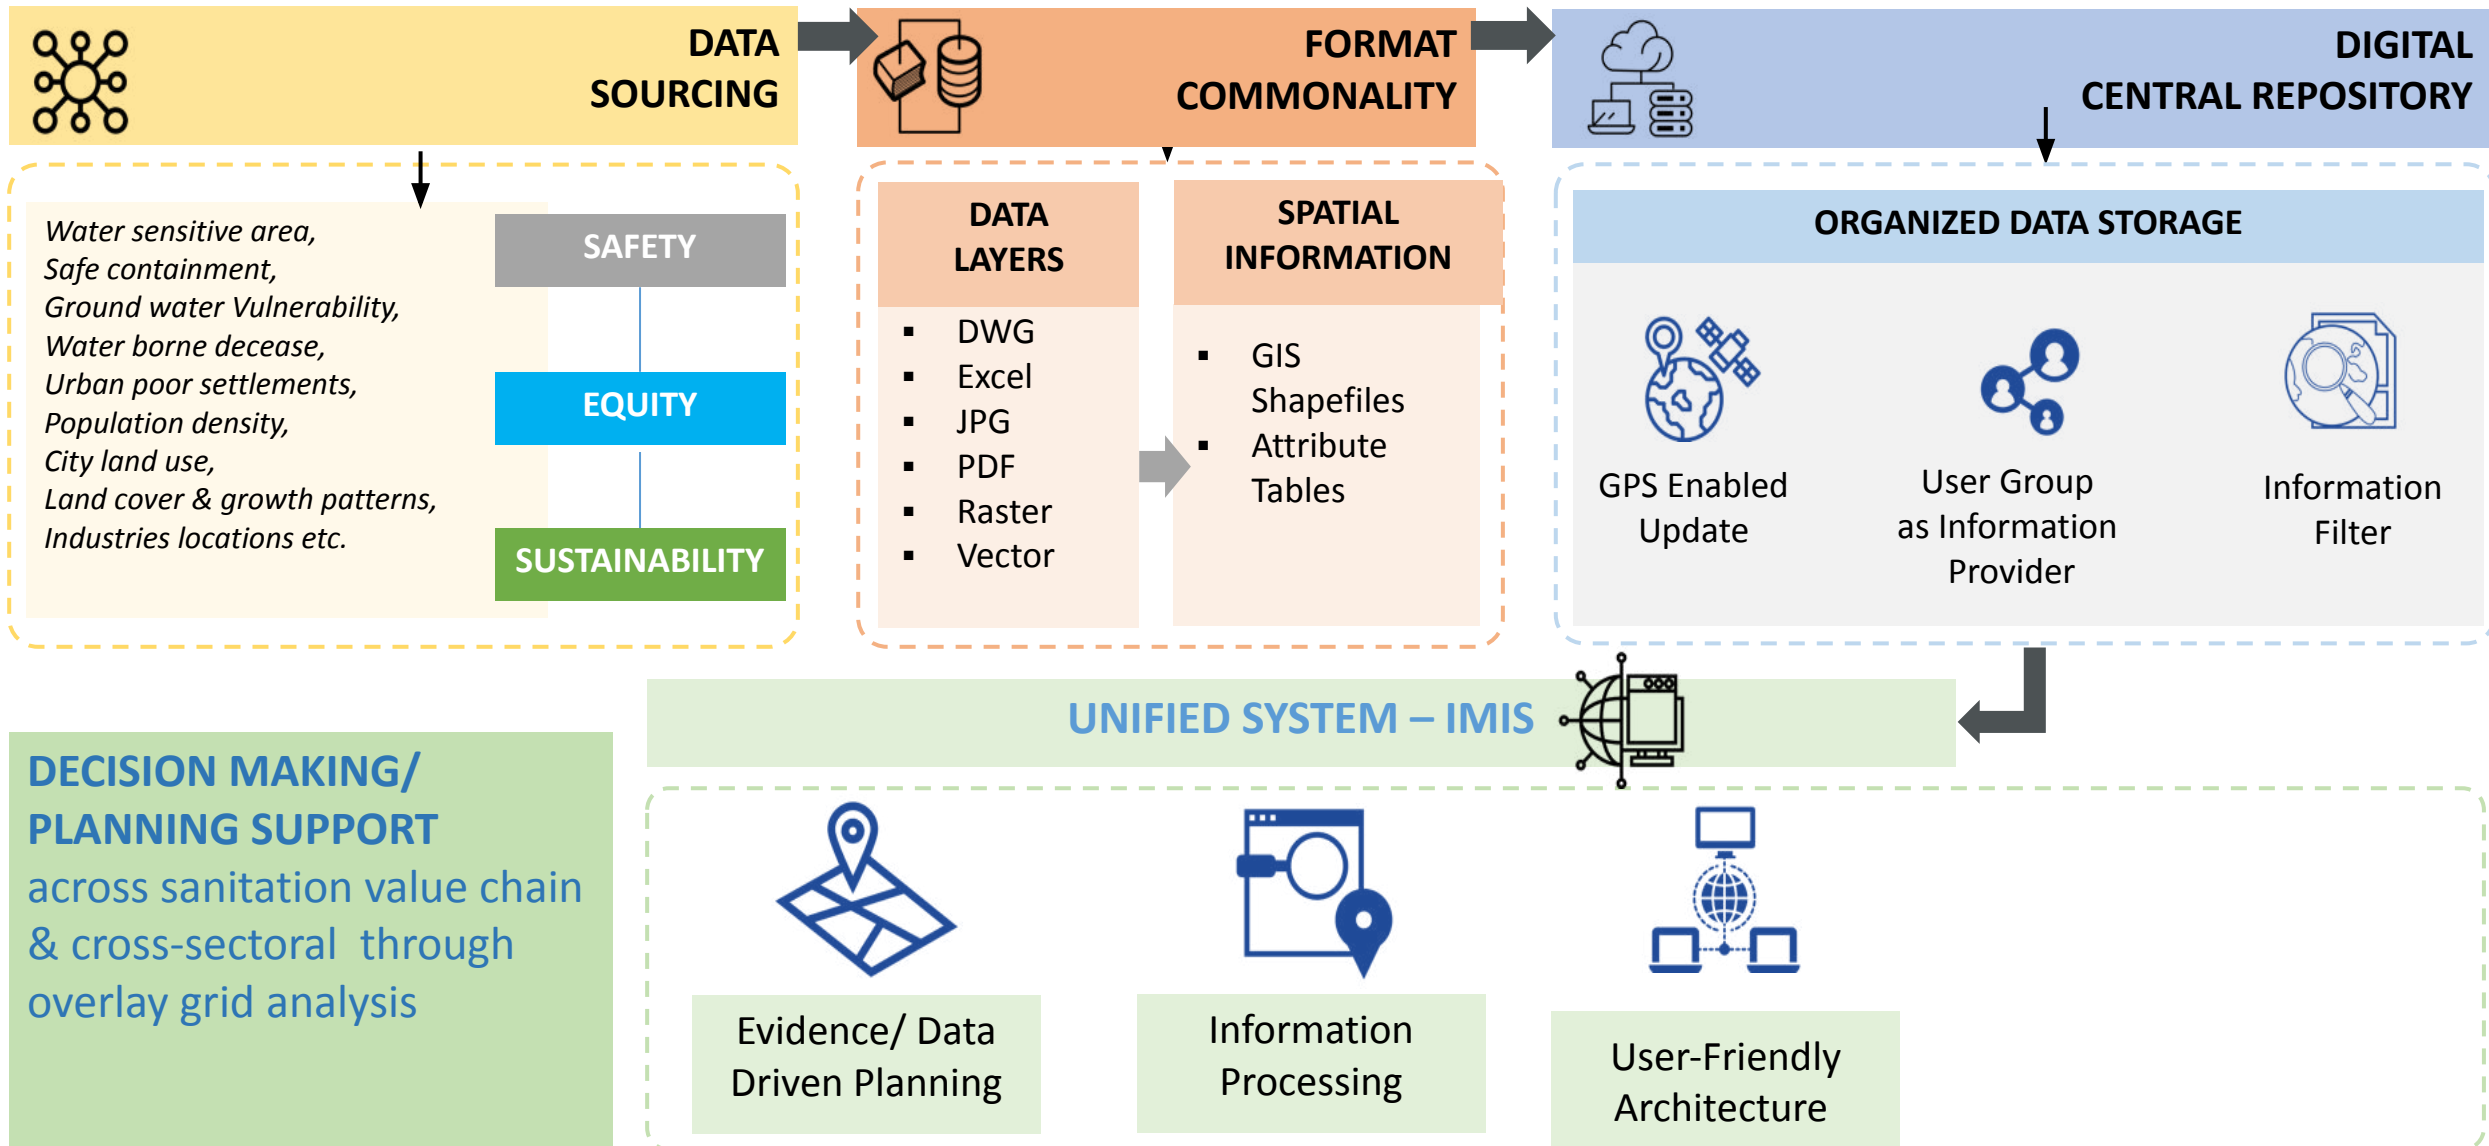 DATA
SOURCING
FORMAT
COMMONALITY
DIGITAL
CENTRAL REPOSITORY
Water sensitive area,
Safe containment,
Ground water Vulnerability,
Water borne decease,
Urban poor settlements,
Population density,
City land use,
Land cover & growth patterns,
Industries locations etc.
SAFETY
EQUITY
SUSTAINABILITY
DATA
LAYERS
▪ DWG
▪ Excel
▪ JPG
▪ PDF
▪ Raster
▪ Vector
SPATIAL
INFORMATION
▪ GIS
Shapefiles
▪ Attribute
Tables
ORGANIZED DATA STORAGE
GPS Enabled
Update
User Group
as Information
Provider
Information
Filter
UNIFIED SYSTEM – IMIS
DECISION MAKING/
PLANNING SUPPORT
across sanitation value chain
& cross-sectoral through
overlay grid analysis
Evidence/ Data
Driven Planning
Information
Processing
User-Friendly
Architecture